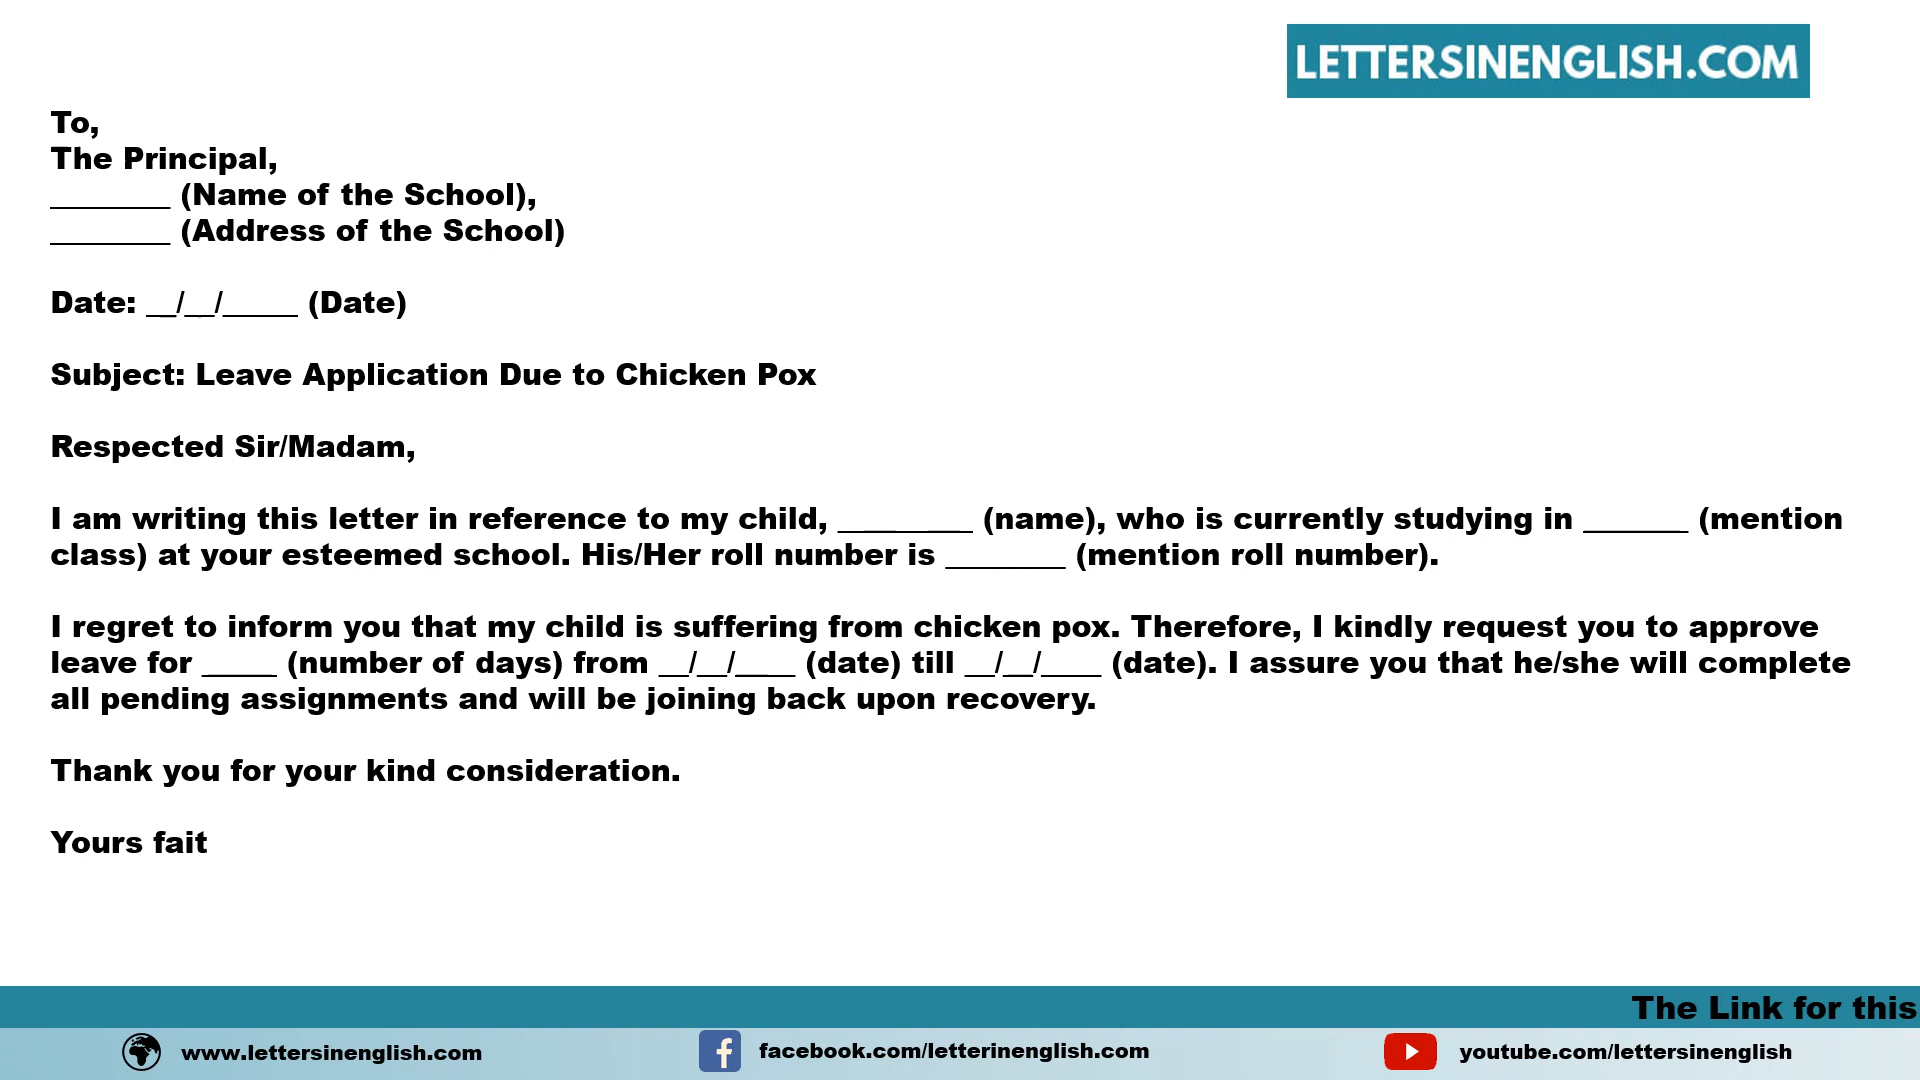 LETTERSINENGLISH.COM
To,
The Principal,
________ (Name of the School),
________ (Address of the School)
Date: __/__/_____ (Date)
Subject: Leave Application Due to Chicken Pox
Respected Sir/Madam,
I am writing this letter in reference to my child, _________ (name), who is currently studying in _______ (mention
class) at your esteemed school. His/Her roll number is ________ (mention roll number).
I regret to inform you that my child is suffering from chicken pox. Therefore, I kindly request you to approve
leave for _____ (number of days) from __/__/____ (date) till __/__/____ (date). I assure you that he/she will complete
all pending assignments and will be joining back upon recovery.
Thank you for your kind consideration.
Yours fait
The Link for this
www.lettersinenglish.com
facebook.com/letterinenglish.com
youtube.com/lettersinenglish